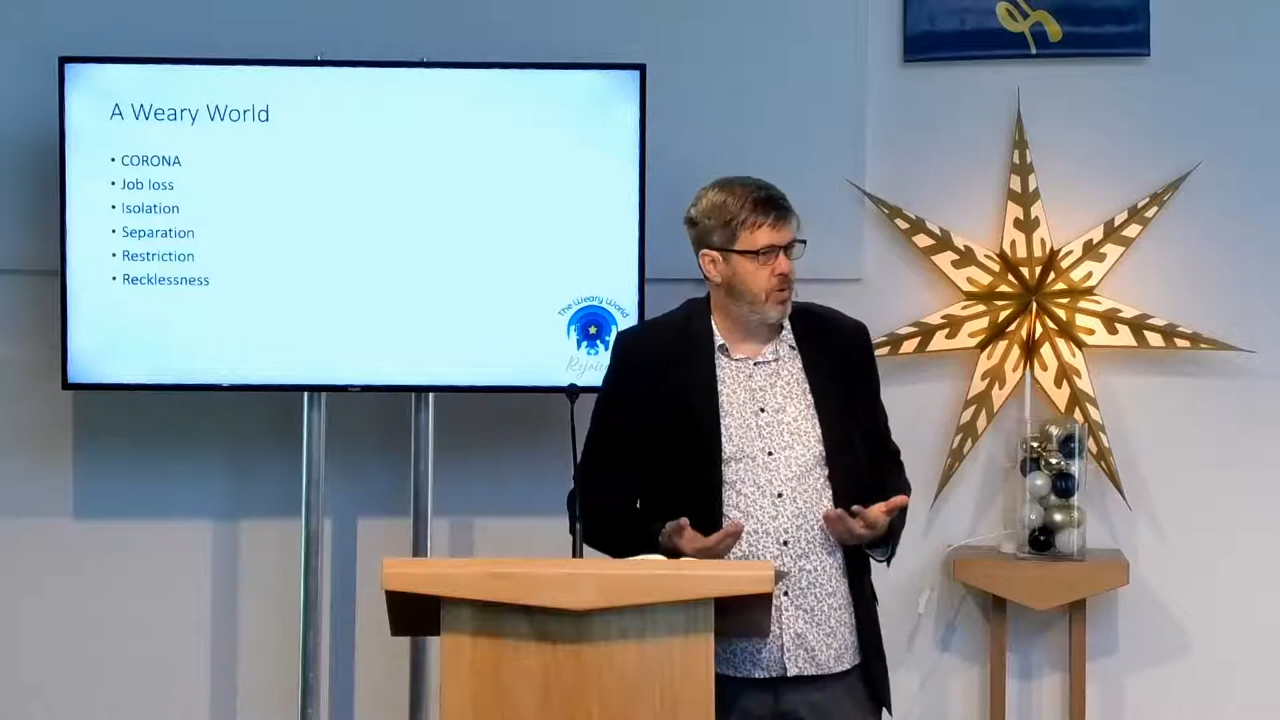 A Weary World
• CORONA
• Job loss
• Isolation
• Separation
• Restriction
• Recklessness
The Weary World